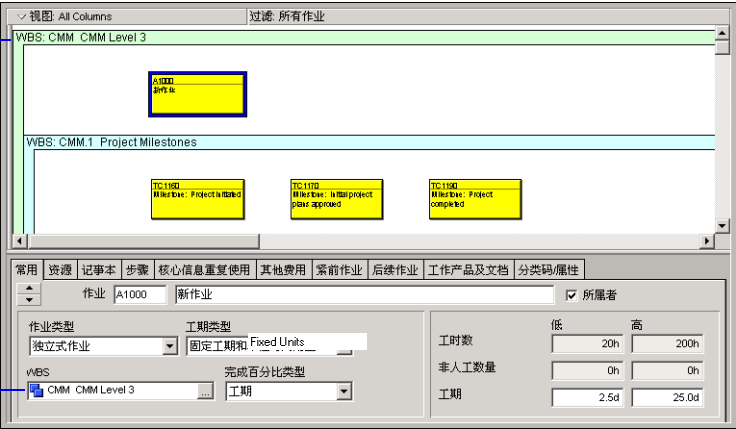 视图: All Columns
过滤: 所有作业
WBS: CMM CMM Level 3
A1000
新作业
WBS: CMM.1 Project Milestones
TC1160
Milestone: Project Initiated
TC1170
Milestone: Initial project
plans approved
TC1190
Milestone: Project
completed
常用 资源 记事本 步骤 核心信息重复使用 其他费用 紧前作业 后续作业 工作产品及文档 分类码/属性
作业 A1000 新作业 所属者
作业类型 工期类型 低 高
独立式作业 固定工期和 Fixed Units 工时数 20h 200h
WBS 完成百分比类型 非人工数量 0h 0h
CMM CMM Level 3 ... 工期 工期 2.5d 25.0d